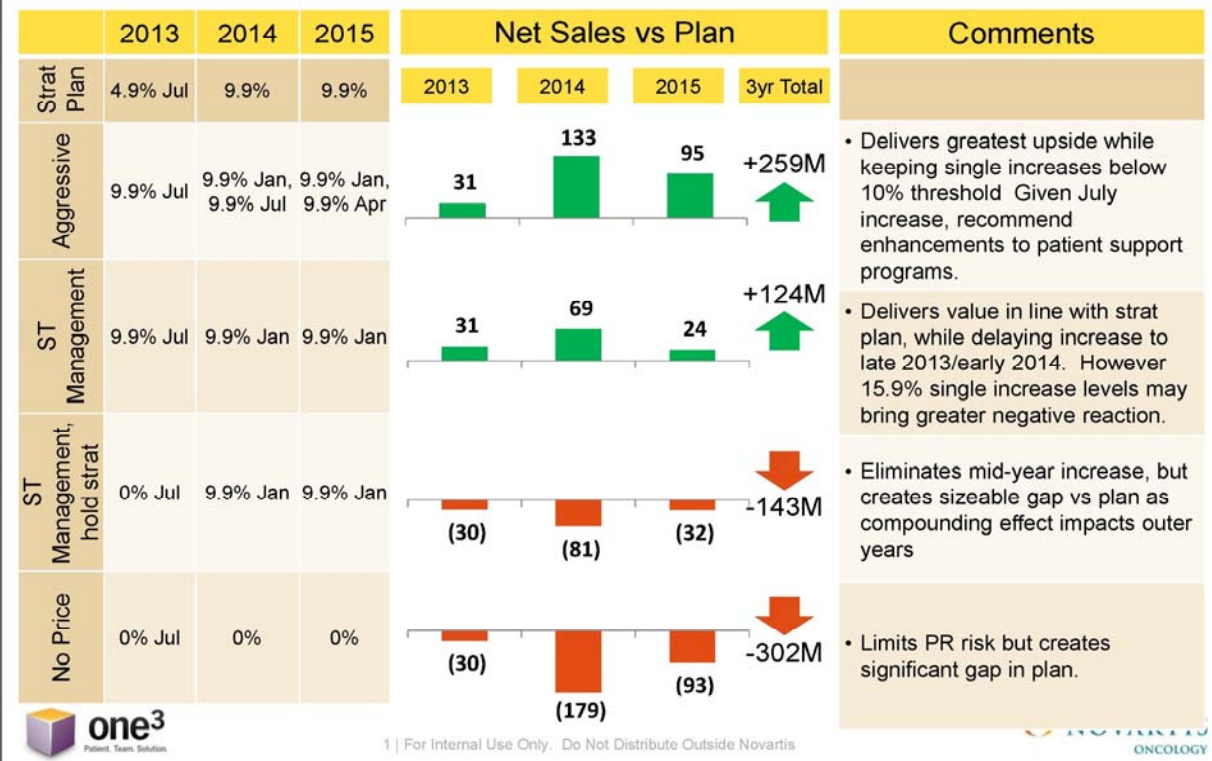 2013 2014 2015 Net Sales vs Plan Comments
Strat
Plan
4.9% Jul 9.9% 9.9%
2013 2014 2015 3yr Total
Aggressive
9.9% Jul
9.9% Jan,
9.9% Jul
9.9% Jan,
9.9% Apr
31 133 95 +259M
• Delivers greatest upside while
keeping single increases below
10% threshold Given July
increase, recommend
enhancements to patient support
programs.
ST
Management
9.9% Jul 9.9% Jan 9.9% Jan
31 69 24 +124M
• Delivers value in line with strat
plan, while delaying increase to
late 2013/early 2014. However
15.9% single increase levels may
bring greater negative reaction.
ST
Management,
hold strat
0% Jul 9.9% Jan 9.9% Jan
(30) (81) (32) -143M
• Eliminates mid-year increase, but
creates sizeable gap vs plan as
compounding effect impacts outer
years
No Price
0% Jul 0% 0%
(30) (179) (93) -302M
• Limits PR risk but creates
significant gap in plan.
one³
Patient. Team. Solution.
1 | For Internal Use Only. Do Not Distribute Outside Novartis
NOVARTIS
ONCOLOGY